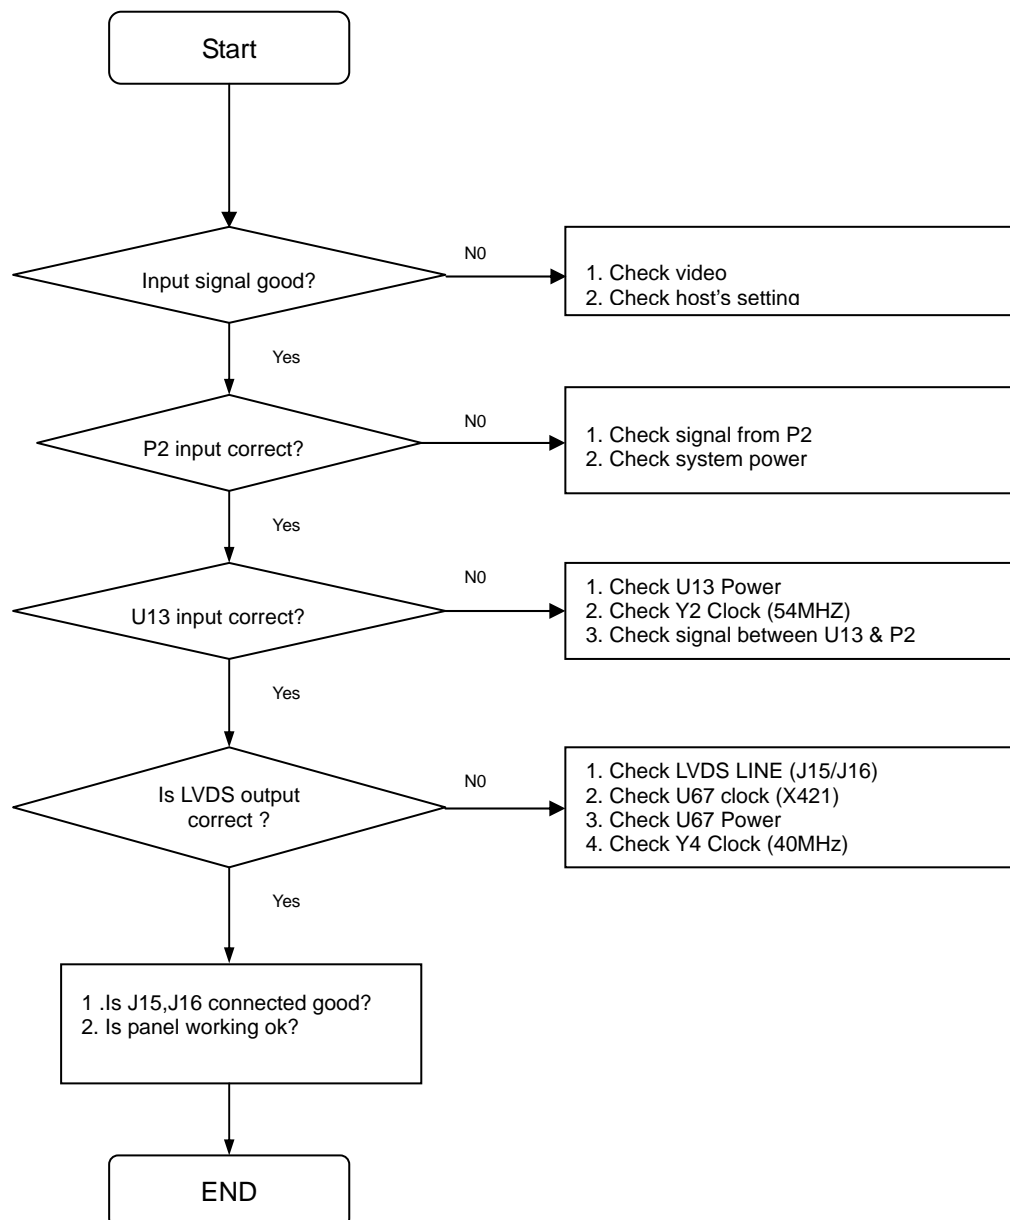 Start
Input signal good?
N0
1. Check video
2. Check host's setting
Yes
P2 input correct?
N0
1. Check signal from P2
2. Check system power
Yes
U13 input correct?
N0
1. Check U13 Power
2. Check Y2 Clock (54MHZ)
3. Check signal between U13 & P2
Yes
Is LVDS output
correct ?
N0
1. Check LVDS LINE (J15/J16)
2. Check U67 clock (X421)
3. Check U67 Power
4. Check Y4 Clock (40MHz)
Yes
1 .Is J15,J16 connected good?
2. Is panel working ok?
END